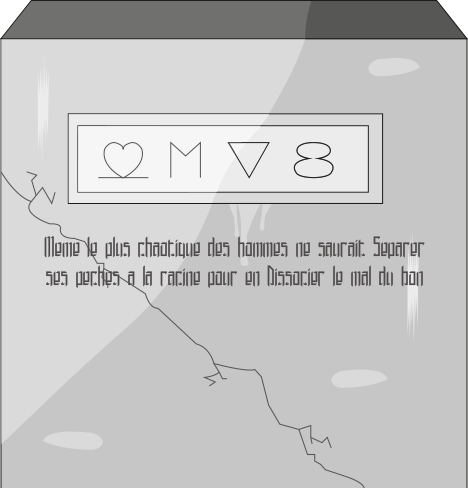 ♡ M ▽ 8
Meme le plus chaotique des hommes ne saurait Separer
ses peches a la racine pour en Dissocier le mal du bon